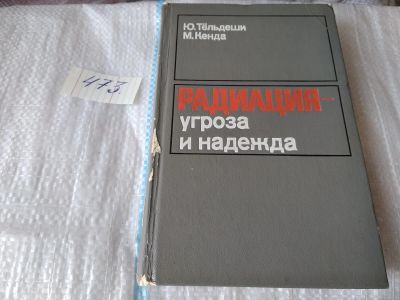 Ю. Тёльдеши
М. Кенда
РАДИАЦИЯ —
угроза
и надежда
473.